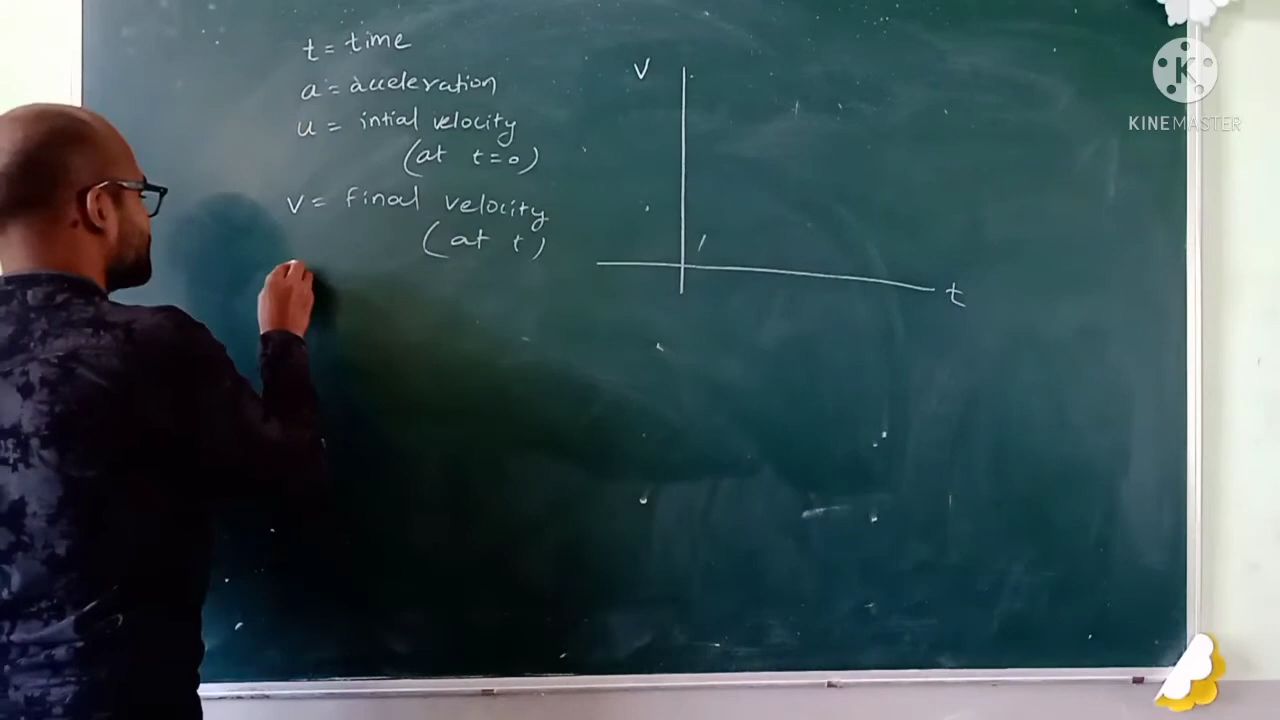 t = time
a = acceleration
u = intial velocity
(at t=0)
v = final velocity
(at t)
V
t
K
KINEMASTER